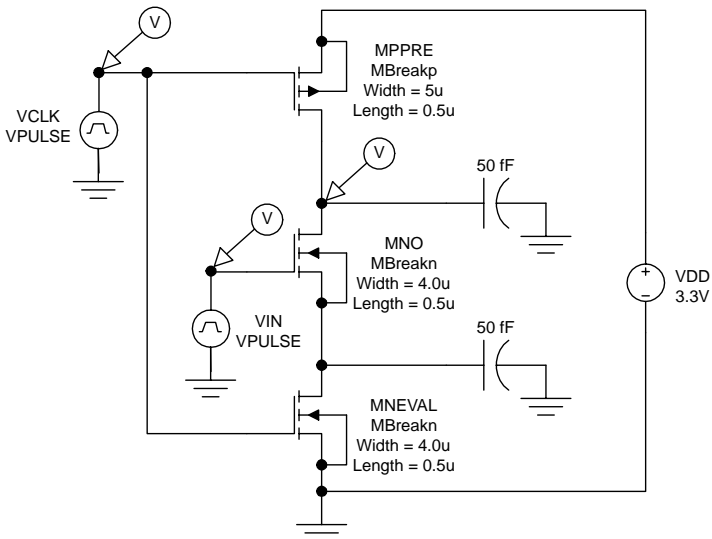 V
MPPRE
MBreakp
Width = 5u
Length = 0.5u
VCLK
VPULSE
V
50 fF
V
MNO
MBreakn
Width = 4.0u
Length = 0.5u
+
−
VDD
3.3V
VIN
VPULSE
50 fF
MNEVAL
MBreakn
Width = 4.0u
Length = 0.5u